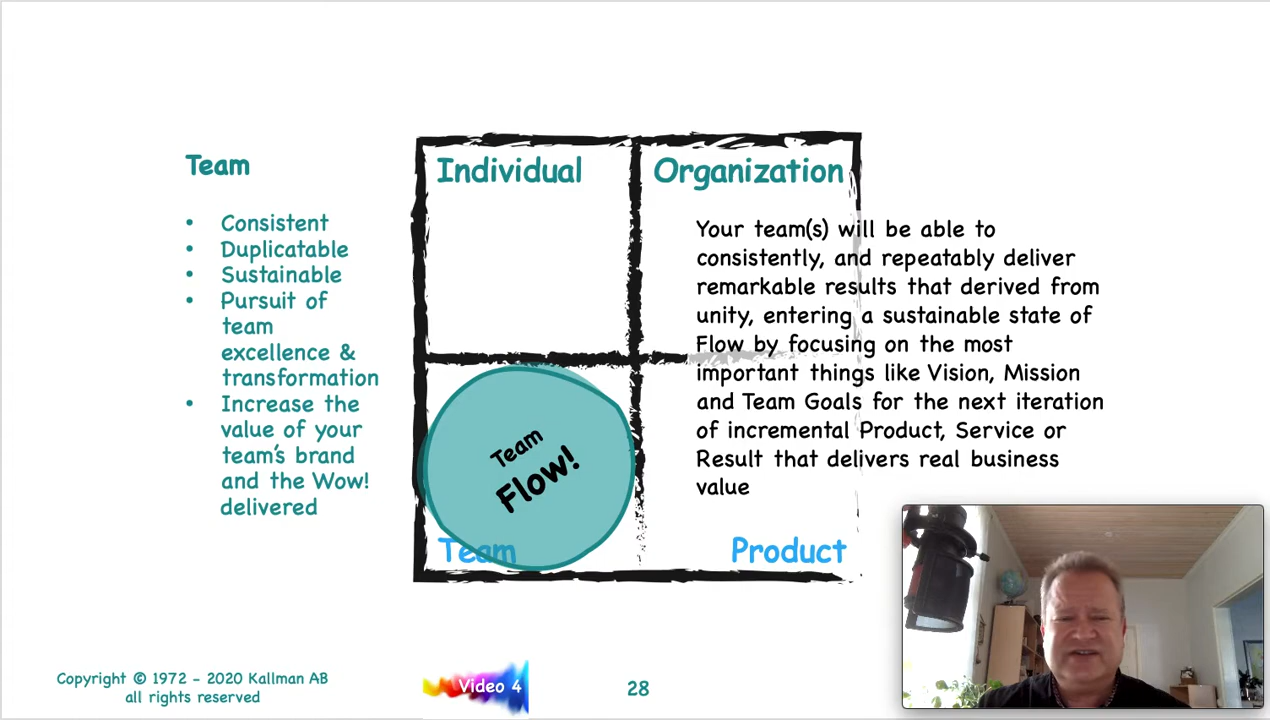 Team
• Consistent
• Duplicatable
• Sustainable
• Pursuit of
team
excellence &
transformation
• Increase the
value of your
team's brand
and the Wow!
delivered
Individual
Organization
Your team(s) will be able to
consistently, and repeatably deliver
remarkable results that derived from
unity, entering a sustainable state of
Flow by focusing on the most
important things like Vision, Mission
and Team Goals for the next iteration
of incremental Product, Service or
Result that delivers real business
value
Team
Flow!
Team
Product
Copyright © 1972 - 2020 Kallman AB
all rights reserved
Video 4
28